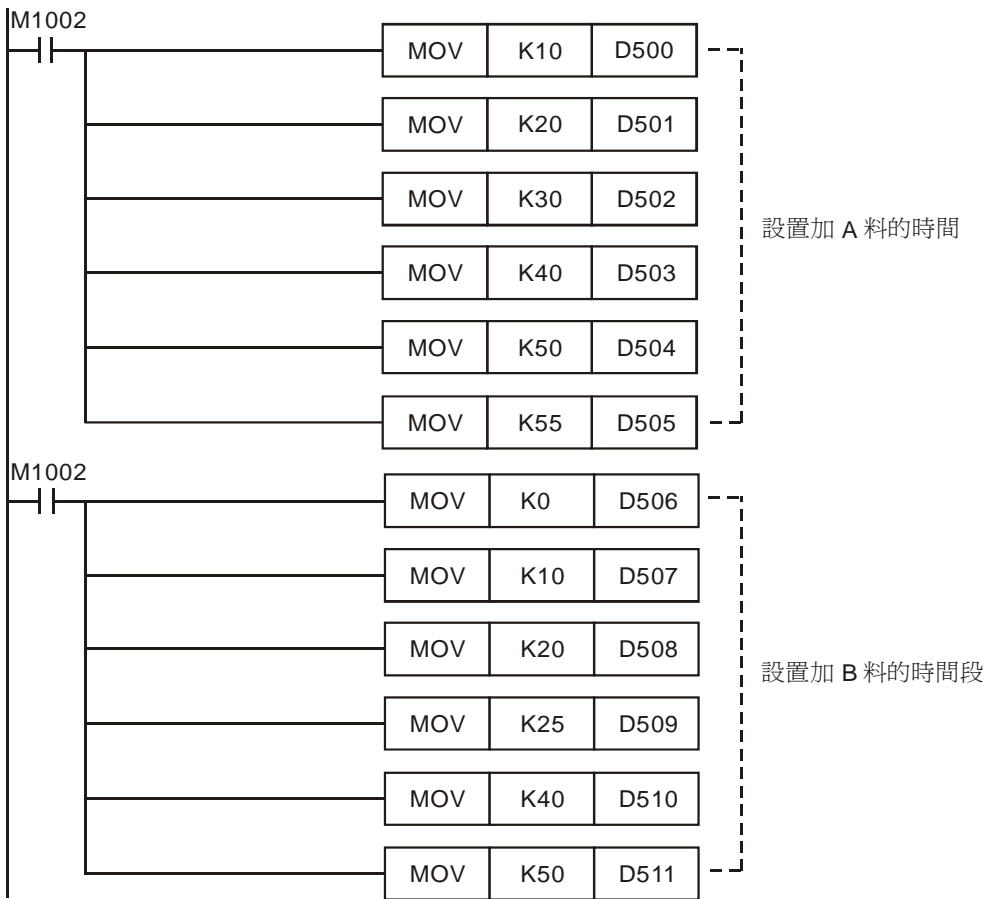 M1002
MOV K10 D500
MOV K20 D501
MOV K30 D502
設置加 A 料的時間
MOV K40 D503
MOV K50 D504
MOV K55 D505
M1002
MOV K0 D506
MOV K10 D507
MOV K20 D508
設置加 B 料的時間段
MOV K25 D509
MOV K40 D510
MOV K50 D511